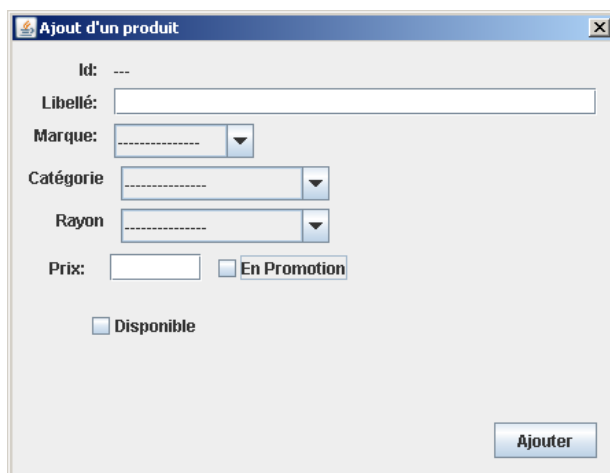 Ajout d'un produit
Id: ---
Libellé:
Marque: ---------------
Catégorie ---------------
Rayon ---------------
Prix: En Promotion
Disponible
Ajouter